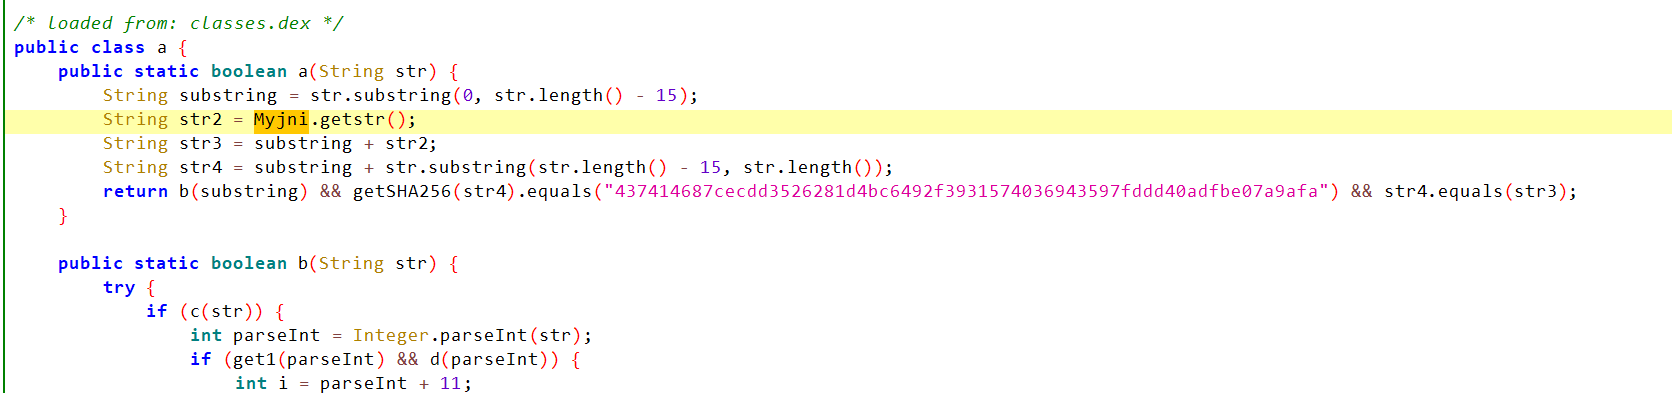 /* loaded from: classes.dex */
public class a {
    public static boolean a(String str) {
        String substring = str.substring(0, str.length() - 15);
        String str2 = Myjni.getstr();
        String str3 = substring + str2;
        String str4 = substring + str.substring(str.length() - 15, str.length());
        return b(substring) && getSHA256(str4).equals("437414687cecdd3526281d4bc6492f3931574036943597fddd40adfbe07a9afa") && str4.equals(str3);
    }
    public static boolean b(String str) {
        try {
            if (c(str)) {
                int parseInt = Integer.parseInt(str);
                if (get1(parseInt) && d(parseInt)) {
                    int i = parseInt + 11;